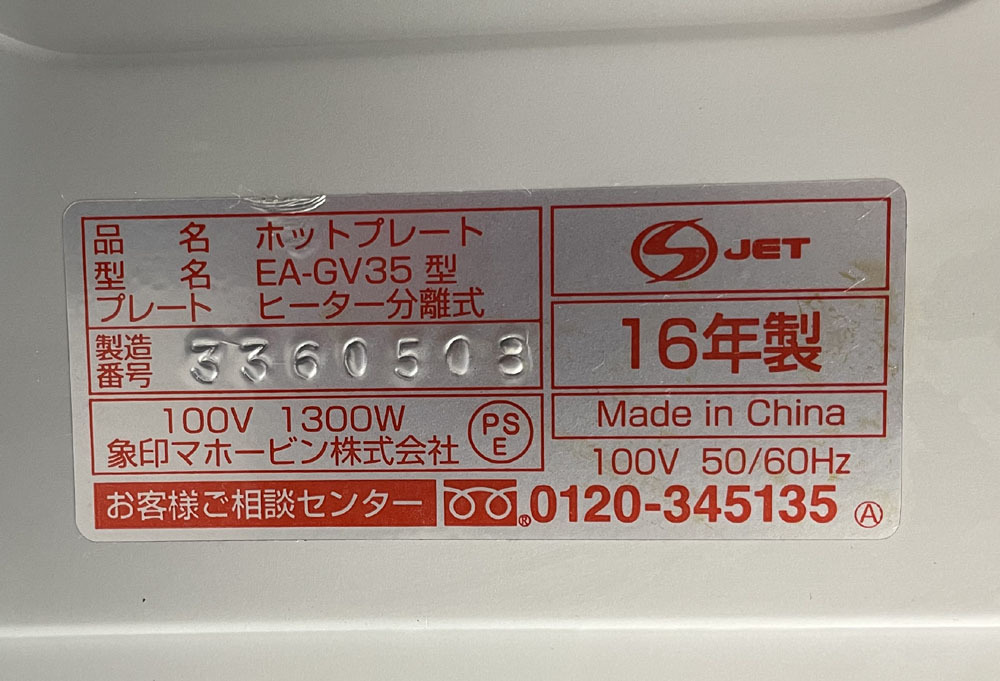 品名 ホットプレート
型名 EA-GV35 型
プレート ヒーター分離式
製造番号 3360508
100V 1300W
象印マホービン株式会社
PSE
JET
16年製
Made in China
100V 50/60Hz
お客様ご相談センター 0120-345135 Ⓐ